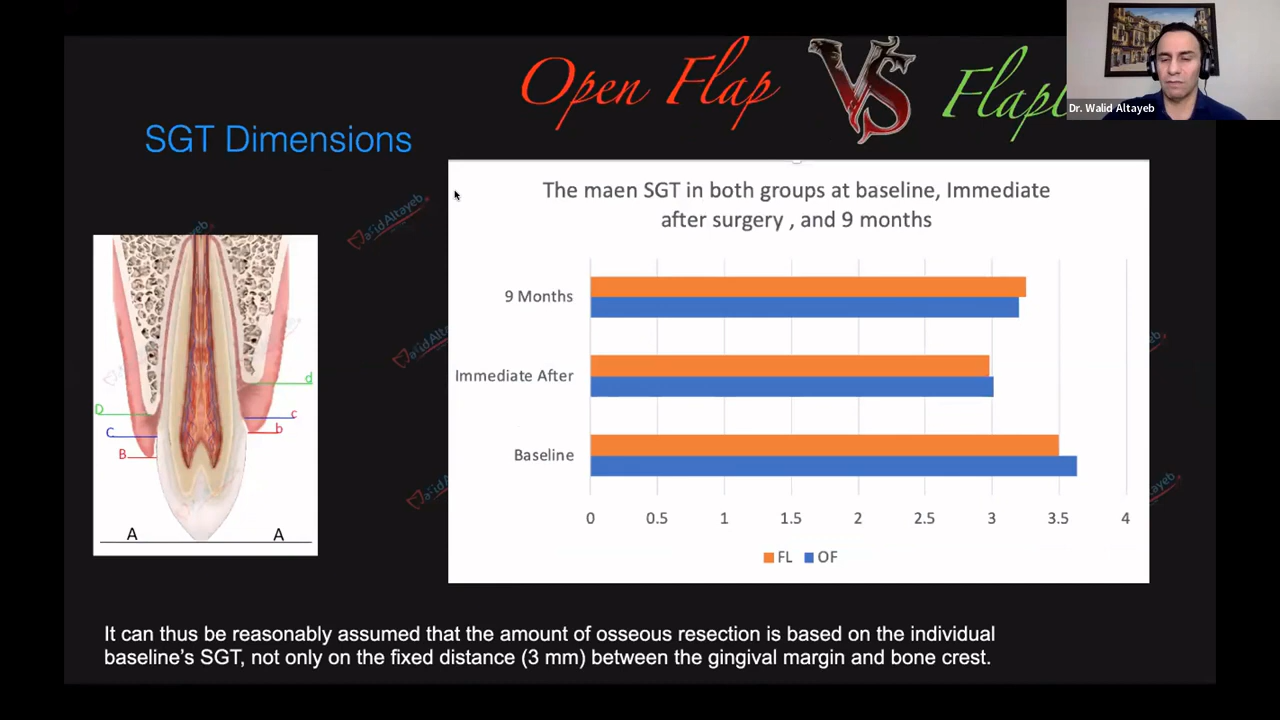 Open Flap VS Flapl
Dr. Walid Altayeb
SGT Dimensions
The maen SGT in both groups at baseline, Immediate
after surgery , and 9 months
9 Months
Immediate After
Baseline
0 0.5 1 1.5 2 2.5 3 3.5 4
FL OF
d
D
c
C
b
B
A A
It can thus be reasonably assumed that the amount of osseous resection is based on the individual
baseline's SGT, not only on the fixed distance (3 mm) between the gingival margin and bone crest.